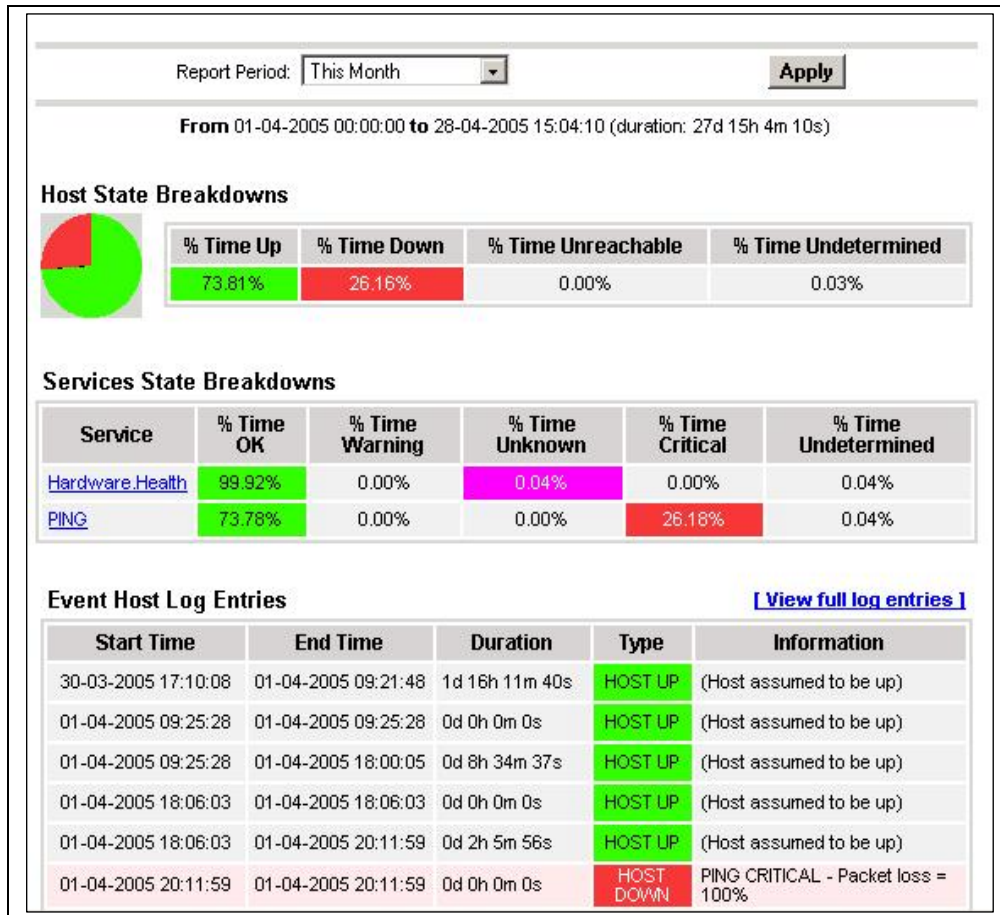 Report Period: This Month Apply
From 01-04-2005 00:00:00 to 28-04-2005 15:04:10 (duration: 27d 15h 4m 10s)
Host State Breakdowns
% Time Up % Time Down % Time Unreachable % Time Undetermined
73.81% 26.16% 0.00% 0.03%
Services State Breakdowns
Service % Time OK % Time Warning % Time Unknown % Time Critical % Time Undetermined
Hardware.Health 99.92% 0.00% 0.04% 0.00% 0.04%
PING 73.78% 0.00% 0.00% 26.18% 0.04%
Event Host Log Entries [ View full log entries ]
Start Time End Time Duration Type Information
30-03-2005 17:10:08 01-04-2005 09:21:48 1d 16h 11m 40s HOST UP (Host assumed to be up)
01-04-2005 09:25:28 01-04-2005 09:25:28 0d 0h 0m 0s HOST UP (Host assumed to be up)
01-04-2005 09:25:28 01-04-2005 18:00:05 0d 8h 34m 37s HOST UP (Host assumed to be up)
01-04-2005 18:06:03 01-04-2005 18:06:03 0d 0h 0m 0s HOST UP (Host assumed to be up)
01-04-2005 18:06:03 01-04-2005 20:11:59 0d 2h 5m 56s HOST UP (Host assumed to be up)
01-04-2005 20:11:59 01-04-2005 20:11:59 0d 0h 0m 0s HOST DOWN PING CRITICAL - Packet loss = 100%